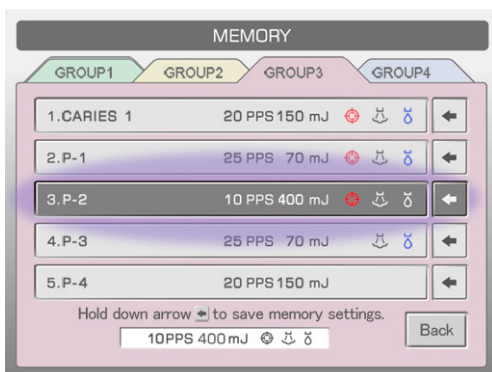 MEMORY
GROUP1 GROUP2 GROUP3 GROUP4
1.CARIES 1 20 PPS 150 mJ
2.P-1 25 PPS 70 mJ
3.P-2 10 PPS 400 mJ
4.P-3 25 PPS 70 mJ
5.P-4 20 PPS 150 mJ
Hold down arrow to save memory settings.
10PPS 400mJ
Back